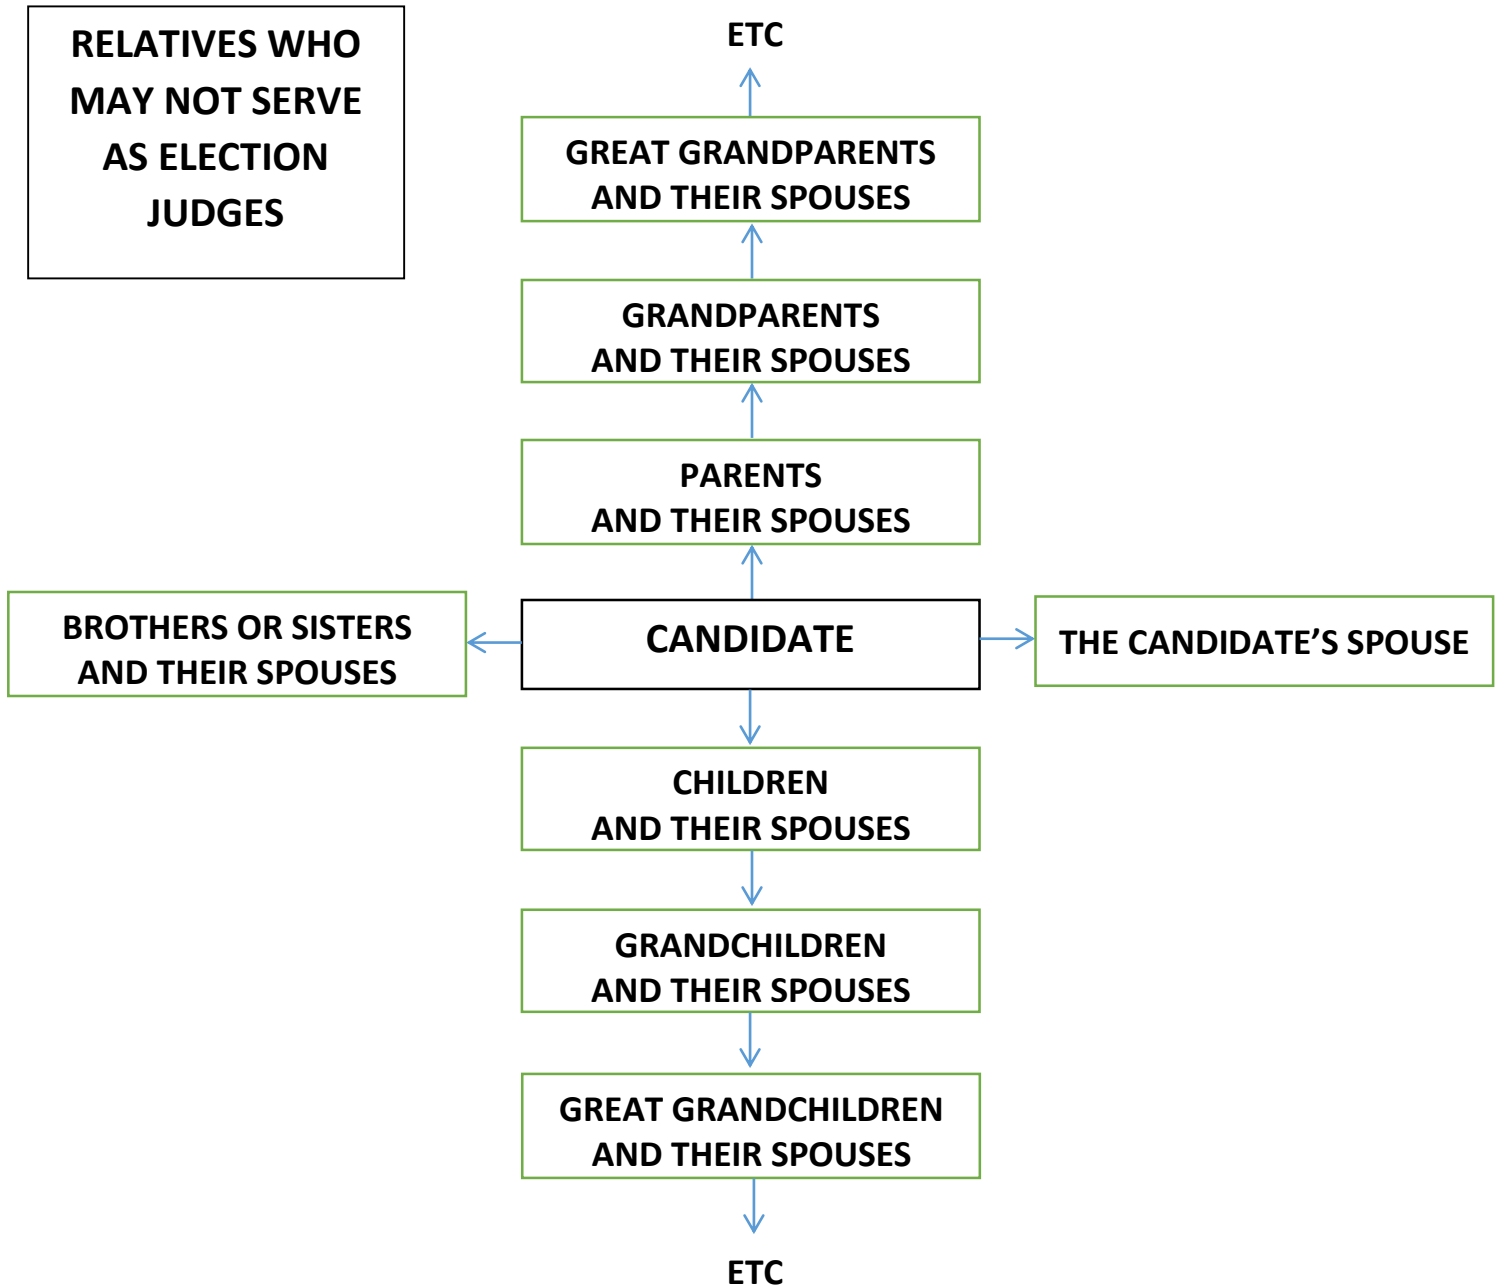 RELATIVES WHO
MAY NOT SERVE
AS ELECTION
JUDGES
ETC
GREAT GRANDPARENTS
AND THEIR SPOUSES
GRANDPARENTS
AND THEIR SPOUSES
PARENTS
AND THEIR SPOUSES
BROTHERS OR SISTERS
AND THEIR SPOUSES
CANDIDATE
THE CANDIDATE’S SPOUSE
CHILDREN
AND THEIR SPOUSES
GRANDCHILDREN
AND THEIR SPOUSES
GREAT GRANDCHILDREN
AND THEIR SPOUSES
ETC